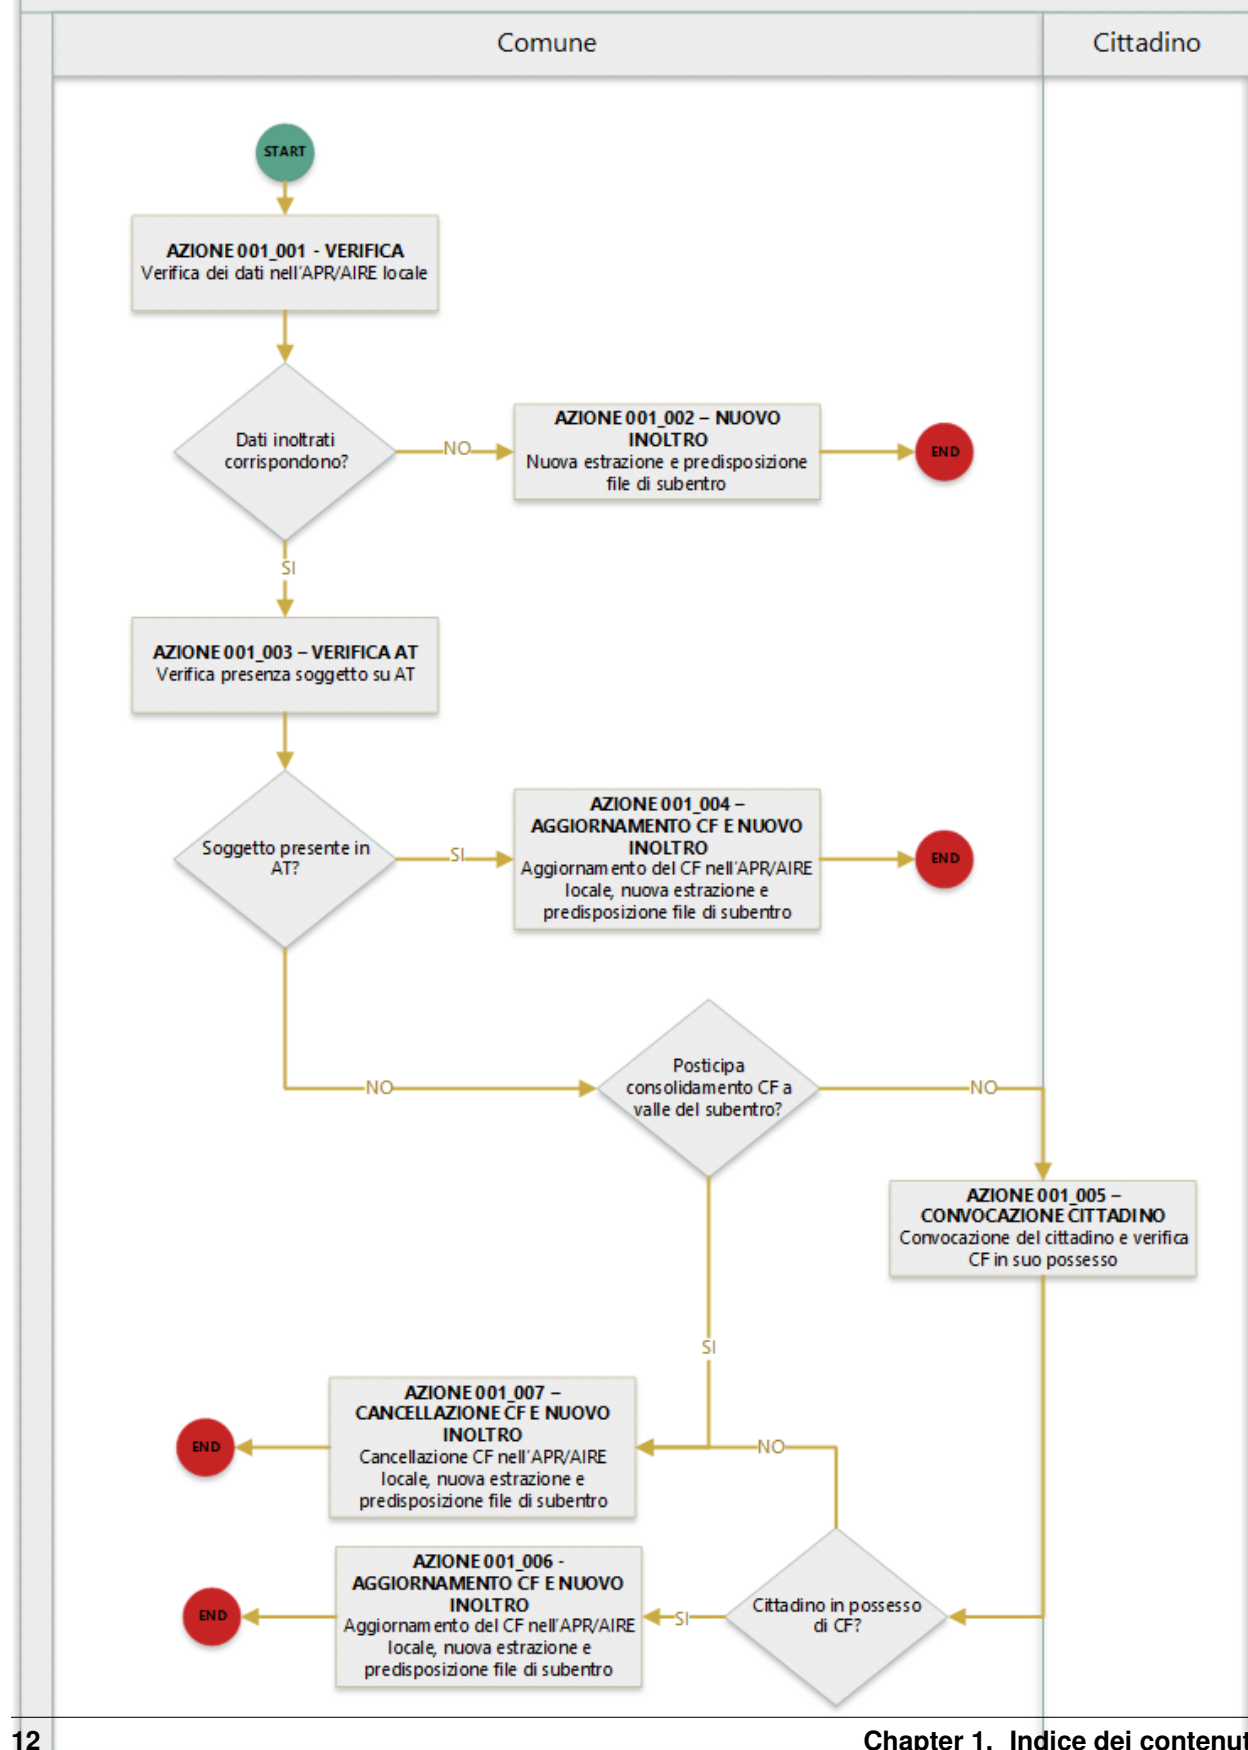 Comune
Cittadino
START
AZIONE 001_001 - VERIFICA
Verifica dei dati nell'APR/AIRE locale
Dati inoltrati
corrispondono?
NO
AZIONE 001_002 – NUOVO
INOLTRO
Nuova estrazione e predisposizione
file di subentro
END
SI
AZIONE 001_003 – VERIFICA AT
Verifica presenza soggetto su AT
Soggetto presente in
AT?
SI
AZIONE 001_004 –
AGGIORNAMENTO CF E NUOVO
INOLTRO
Aggiornamento del CF nell'APR/AIRE
locale, nuova estrazione e
predisposizione file di subentro
END
NO
Posticipa
consolidamento CF a
valle del subentro?
NO
AZIONE 001_005 –
CONVOCAZIONE CITTADINO
Convocazione del cittadino e verifica
CF in suo possesso
SI
AZIONE 001_007 –
CANCELLAZIONE CF E NUOVO
INOLTRO
Cancellazione CF nell'APR/AIRE
locale, nuova estrazione e
predisposizione file di subentro
END
NO
AZIONE 001_006 -
AGGIORNAMENTO CF E NUOVO
INOLTRO
Aggiornamento del CF nell'APR/AIRE
locale, nuova estrazione e
predisposizione file di subentro
END
SI
Cittadino in possesso
di CF?
12
Chapter 1. Indice dei contenut